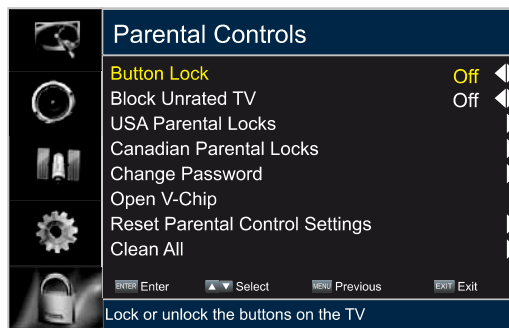 Parental Controls
Button Lock Off
Block Unrated TV Off
USA Parental Locks
Canadian Parental Locks
Change Password
Open V-Chip
Reset Parental Control Settings
Clean All
ENTER Enter Select MENU Previous EXIT Exit
Lock or unlock the buttons on the TV